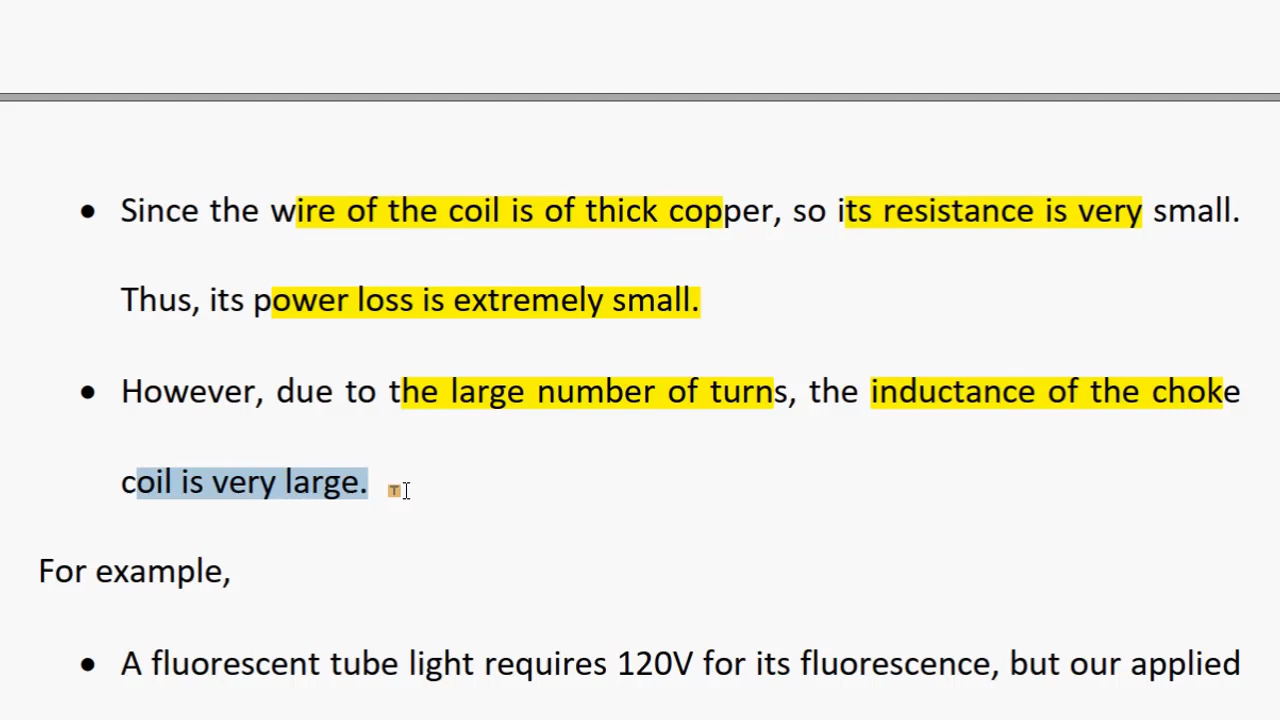 • Since the wire of the coil is of thick copper, so its resistance is very small.
Thus, its power loss is extremely small.
• However, due to the large number of turns, the inductance of the choke
coil is very large.
T
For example,
• A fluorescent tube light requires 120V for its fluorescence, but our applied